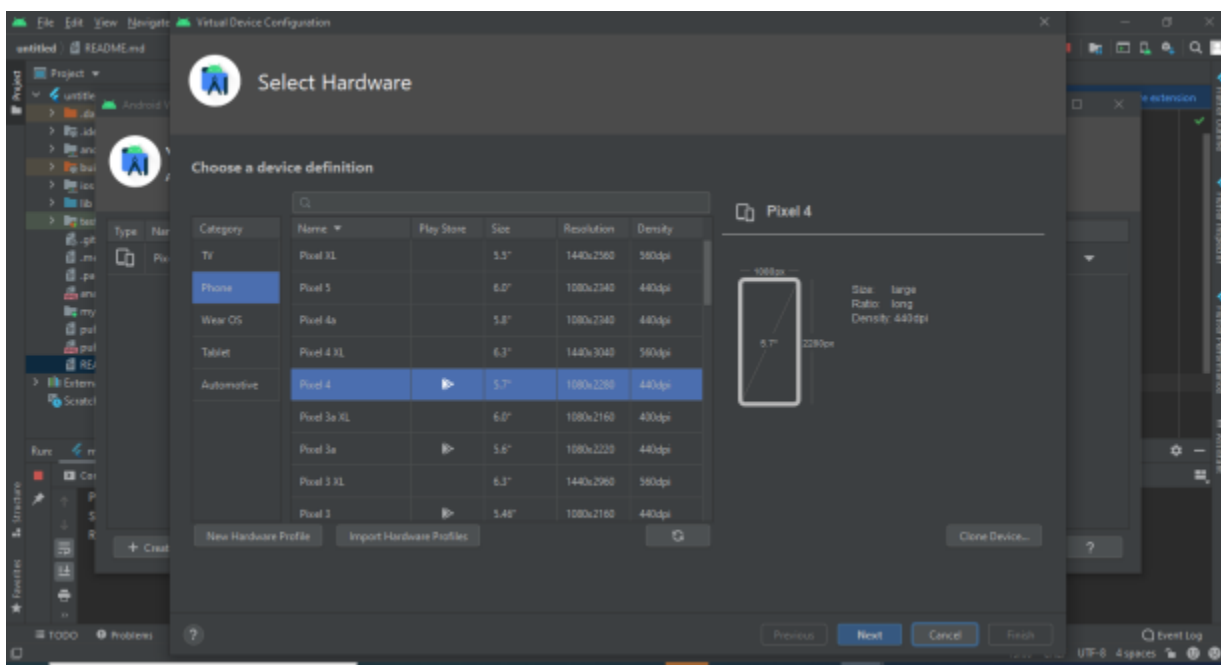 File Edit View Navigate Virtual Device Configuration
untitled README.md
Select Hardware
Project
Choose a device definition
Category Name Play Store Size Resolution Density
TV Pixel XL 5.5" 1440x2560 560dpi
Phone Pixel 5 6.0" 1080x2340 440dpi
Wear OS Pixel 4a 5.8" 1080x2340 440dpi
Tablet Pixel 4 XL 6.3" 1440x3040 560dpi
Automotive Pixel 4 5.7" 1080x2280 440dpi
Pixel 3a XL 6.0" 1080x2160 400dpi
Pixel 3a 5.6" 1080x2220 440dpi
Pixel 3 XL 6.3" 1440x2960 560dpi
Pixel 3 5.46" 1080x2160 440dpi
New Hardware Profile Import Hardware Profiles
Pixel 4
1080px
5.7"
2280px
Size: large
Ratio: long
Density: 440dpi
Clone Device...
? Previous Next Cancel Finish
Type
lib
Run:
+ Creat
Structure
Favorites
TODO Problems
Event Log
UTF-8 4 spaces
e extension